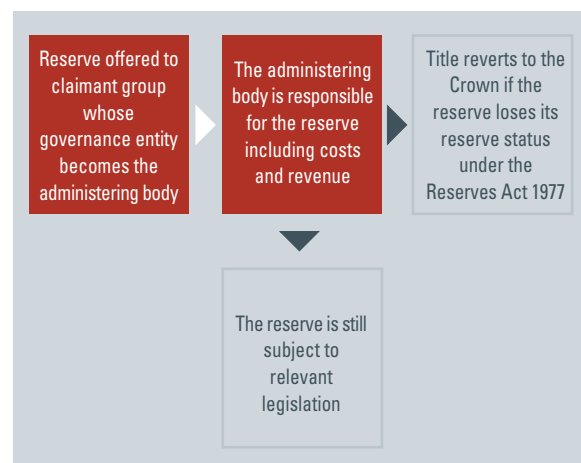 Reserve offered to
claimant group
whose
governance entity
becomes the
administering body
The administering
body is responsible
for the reserve
including costs
and revenue
Title reverts to the
Crown if the
reserve loses its
reserve status
under the
Reserves Act 1977
The reserve is still
subject to
relevant
legislation